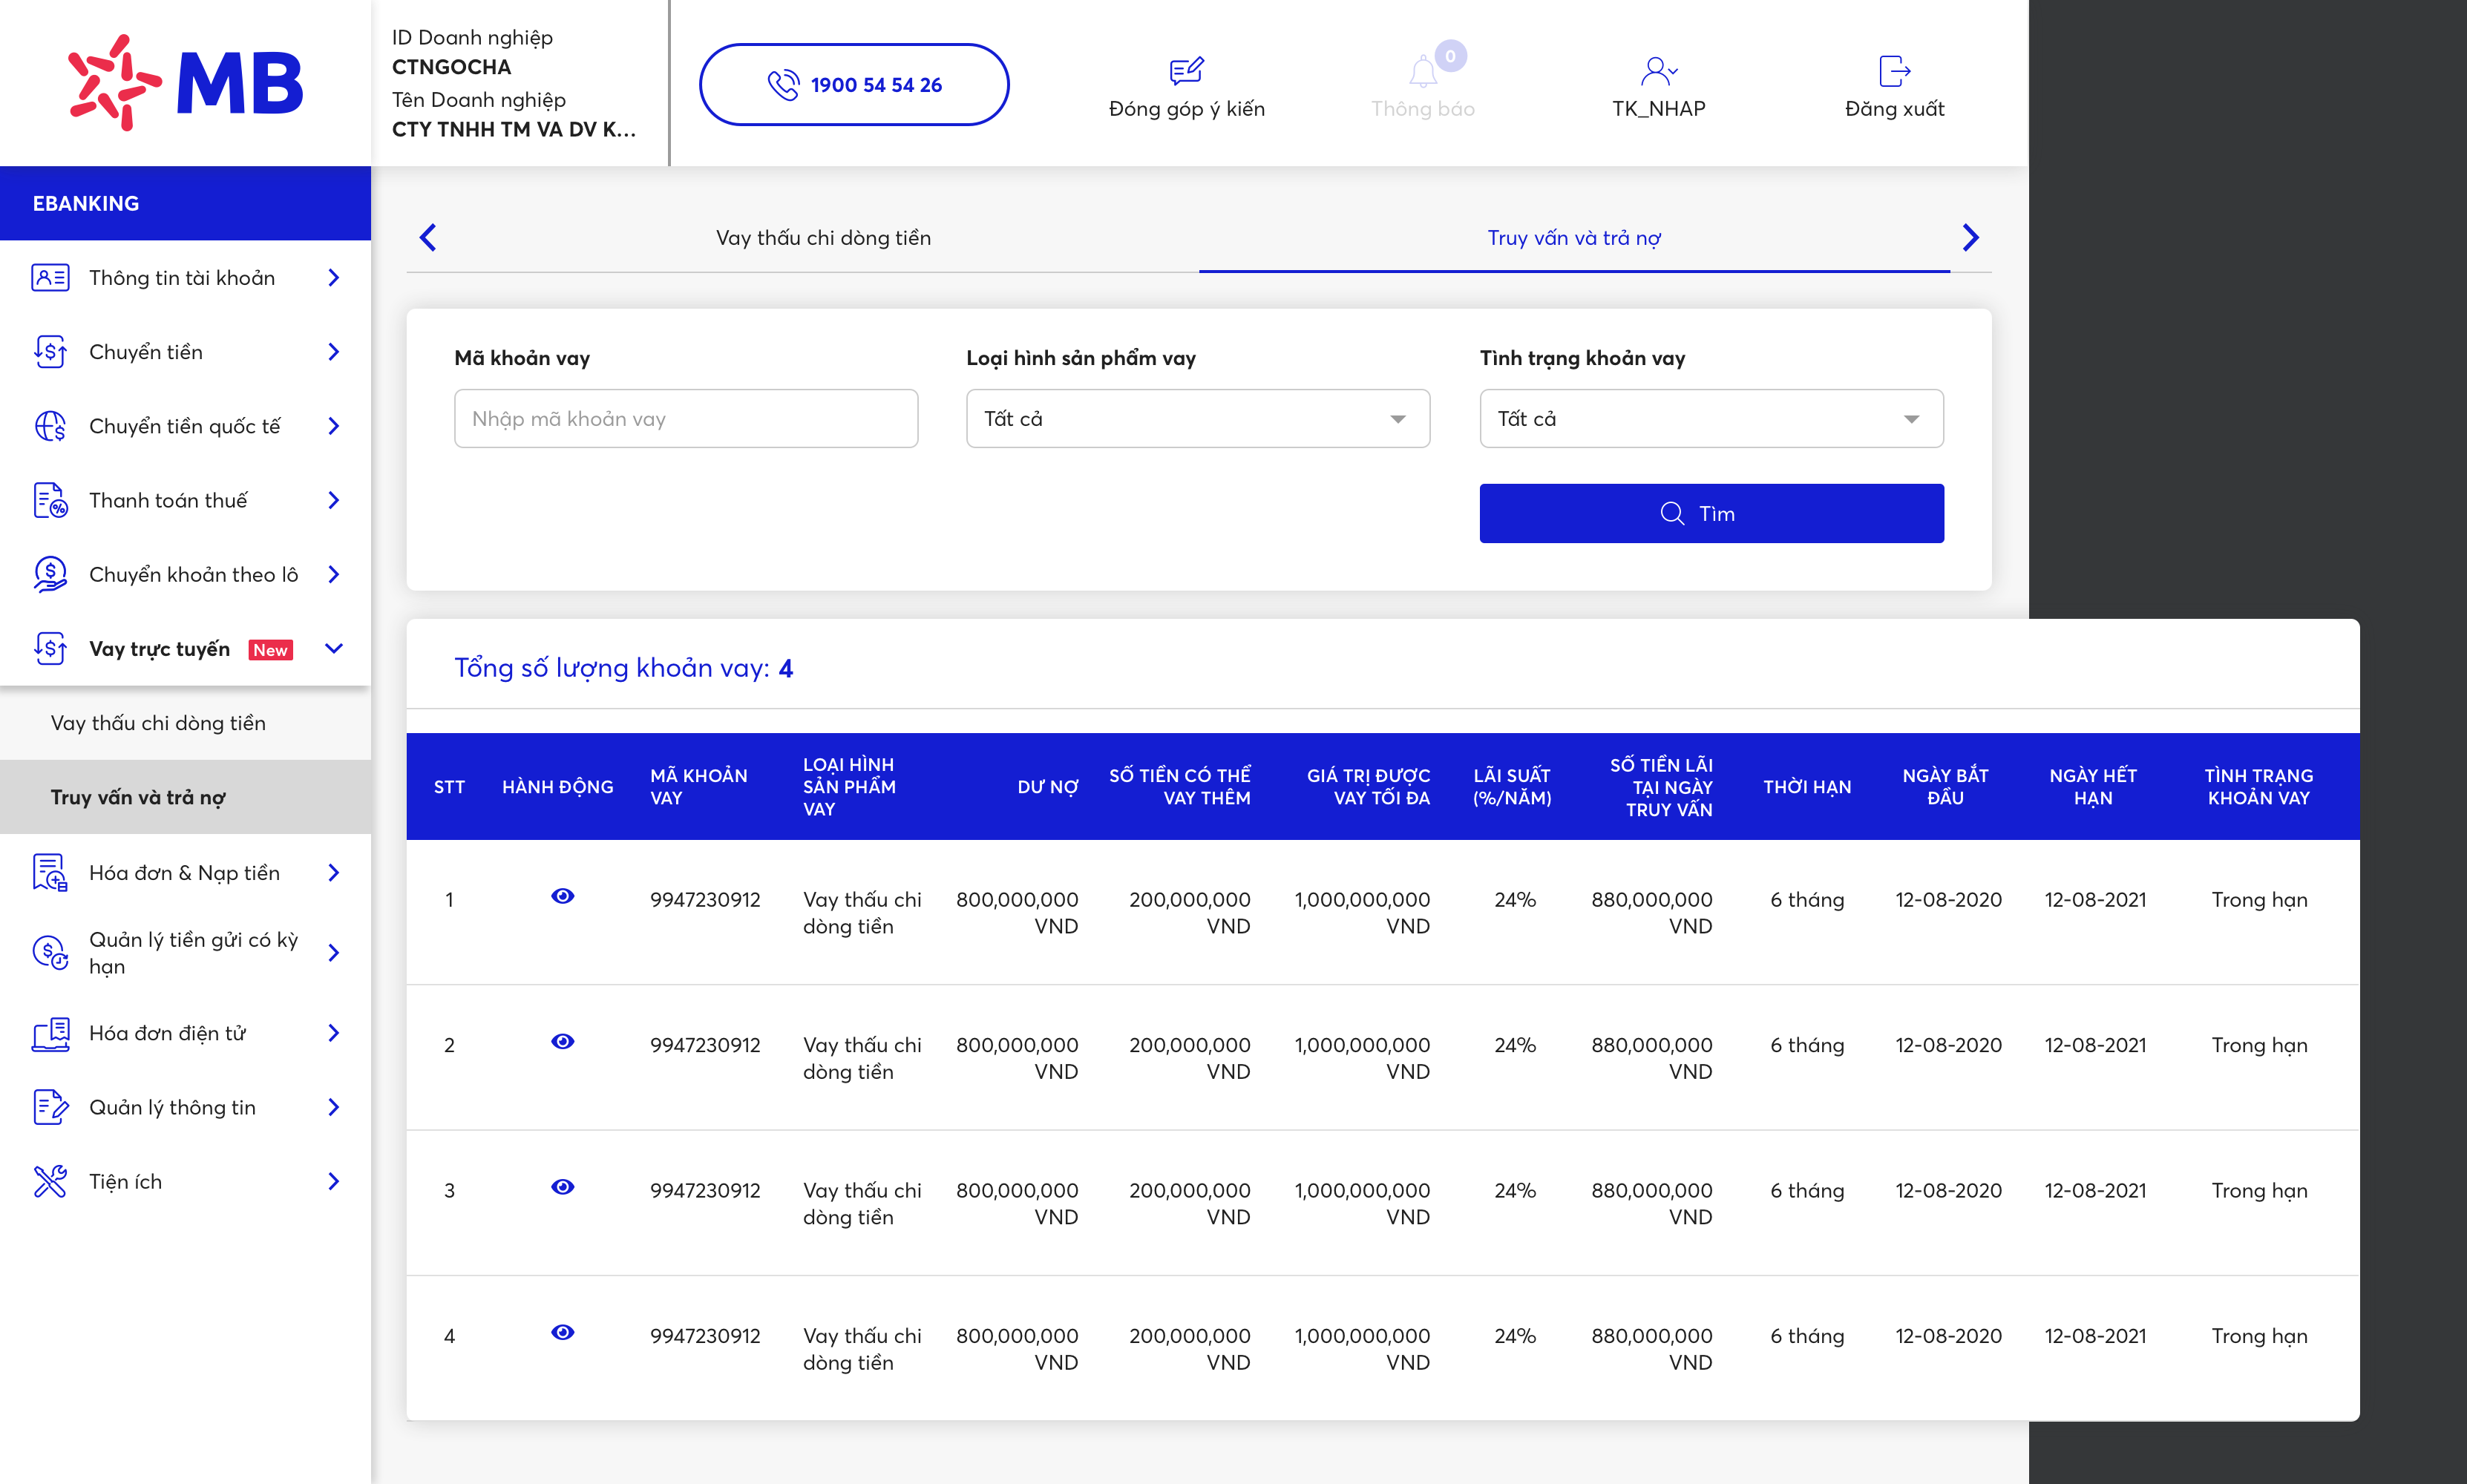 MB
ID Doanh nghiệp
CTNGOCHA
Tên Doanh nghiệp
CTY TNHH TM VA DV K...
1900 54 54 26
Đóng góp ý kiến
0
Thông báo
TK_NHAP
Đăng xuất
EBANKING
Thông tin tài khoản
Chuyển tiền
Chuyển tiền quốc tế
Thanh toán thuế
Chuyển khoản theo lô
Vay trực tuyến New
Vay thấu chi dòng tiền
Truy vấn và trả nợ
Hóa đơn & Nạp tiền
Quản lý tiền gửi có kỳ
hạn
Hóa đơn điện tử
Quản lý thông tin
Tiện ích
Vay thấu chi dòng tiền
Truy vấn và trả nợ
Mã khoản vay
Nhập mã khoản vay
Loại hình sản phẩm vay
Tất cả
Tình trạng khoản vay
Tất cả
Tìm
Tổng số lượng khoản vay: 4
STT
HÀNH ĐỘNG
MÃ KHOẢN
VAY
LOẠI HÌNH
SẢN PHẨM
VAY
DƯ NỢ
SỐ TIỀN CÓ THỂ
VAY THÊM
GIÁ TRỊ ĐƯỢC
VAY TỐI ĐA
LÃI SUẤT
(%/NĂM)
SỐ TIỀN LÃI
TẠI NGÀY
TRUY VẤN
THỜI HẠN
NGÀY BẮT
ĐẦU
NGÀY HẾT
HẠN
TÌNH TRẠNG
KHOẢN VAY
1 9947230912 Vay thấu chi 800,000,000 200,000,000 1,000,000,000 24% 880,000,000 6 tháng 12-08-2020 12-08-2021 Trong hạn
dòng tiền VND VND VND VND
2 9947230912 Vay thấu chi 800,000,000 200,000,000 1,000,000,000 24% 880,000,000 6 tháng 12-08-2020 12-08-2021 Trong hạn
dòng tiền VND VND VND VND
3 9947230912 Vay thấu chi 800,000,000 200,000,000 1,000,000,000 24% 880,000,000 6 tháng 12-08-2020 12-08-2021 Trong hạn
dòng tiền VND VND VND VND
4 9947230912 Vay thấu chi 800,000,000 200,000,000 1,000,000,000 24% 880,000,000 6 tháng 12-08-2020 12-08-2021 Trong hạn
dòng tiền VND VND VND VND